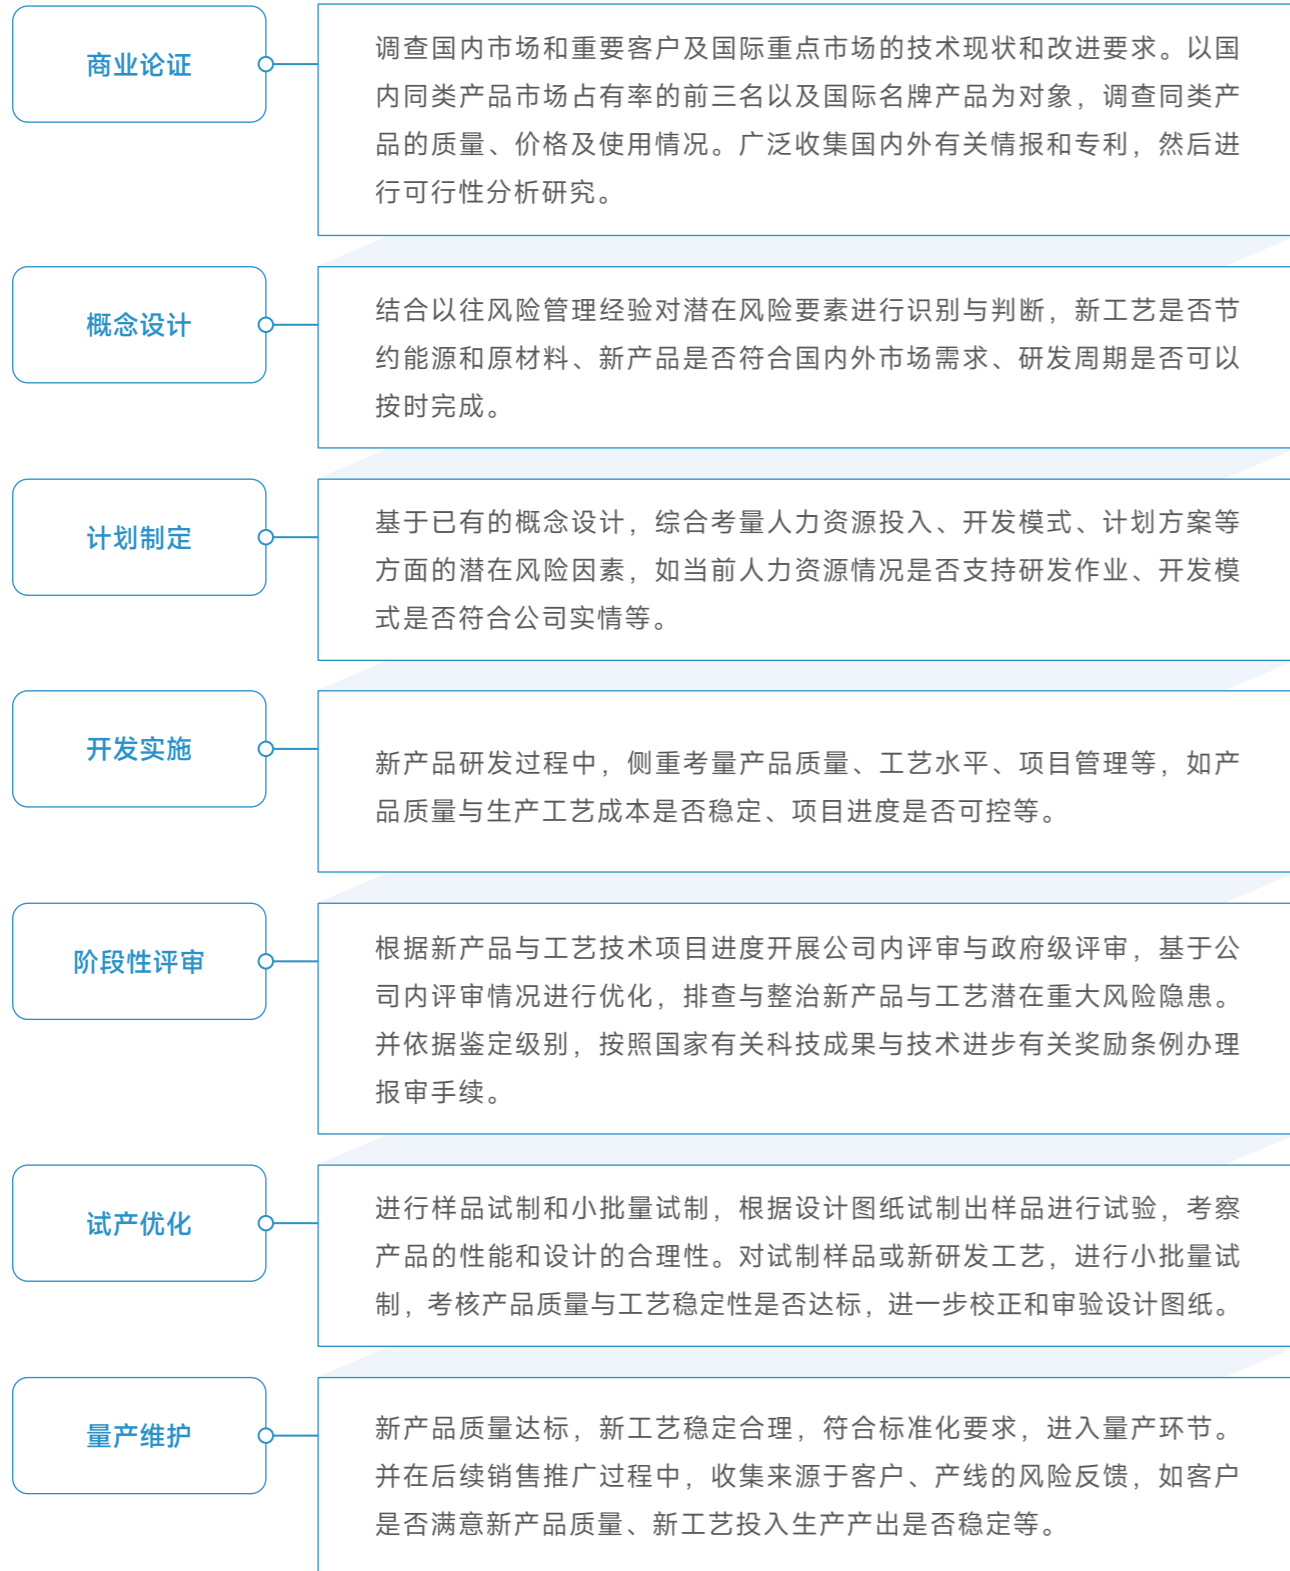 商业论证
调查国内市场和重要客户及国际重点市场的技术现状和改进要求。以国
内同类产品市场占有率的前三名以及国际名牌产品为对象，调查同类产
品的质量、价格及使用情况。广泛收集国内外有关情报和专利，然后进
行可行性分析研究。
概念设计
结合以往风险管理经验对潜在风险要素进行识别与判断，新工艺是否节
约能源和原材料、新产品是否符合国内外市场需求、研发周期是否可以
按时完成。
计划制定
基于已有的概念设计，综合考量人力资源投入、开发模式、计划方案等
方面的潜在风险因素，如当前人力资源情况是否支持研发作业、开发模
式是否符合公司实情等。
开发实施
新产品研发过程中，侧重考量产品质量、工艺水平、项目管理等，如产
品质量与生产工艺成本是否稳定、项目进度是否可控等。
阶段性评审
根据新产品与工艺技术项目进度开展公司内评审与政府级评审，基于公
司内评审情况进行优化，排查与整治新产品与工艺潜在重大风险隐患。
并依据鉴定级别，按照国家有关科技成果与技术进步有关奖励条例办理
报审手续。
试产优化
进行样品试制和小批量试制，根据设计图纸试制出样品进行试验，考察
产品的性能和设计的合理性。对试制样品或新研发工艺，进行小批量试
制，考核产品质量与工艺稳定性是否达标，进一步校正和审验设计图纸。
量产维护
新产品质量达标，新工艺稳定合理，符合标准化要求，进入量产环节。
并在后续销售推广过程中，收集来源于客户、产线的风险反馈，如客户
是否满意新产品质量、新工艺投入生产产出是否稳定等。